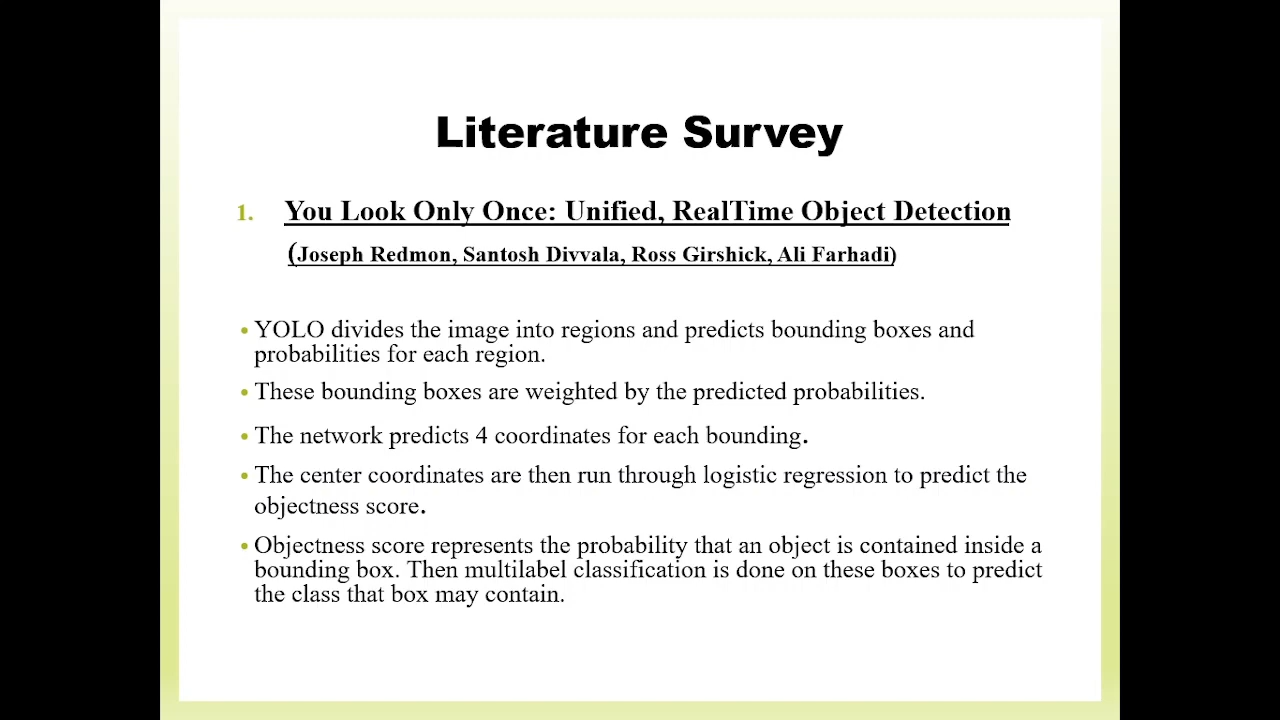 Literature Survey
1. You Look Only Once: Unified, RealTime Object Detection
(Joseph Redmon, Santosh Divvala, Ross Girshick, Ali Farhadi)
• YOLO divides the image into regions and predicts bounding boxes and
probabilities for each region.
• These bounding boxes are weighted by the predicted probabilities.
• The network predicts 4 coordinates for each bounding.
• The center coordinates are then run through logistic regression to predict the
objectness score.
• Objectness score represents the probability that an object is contained inside a
bounding box. Then multilabel classification is done on these boxes to predict
the class that box may contain.